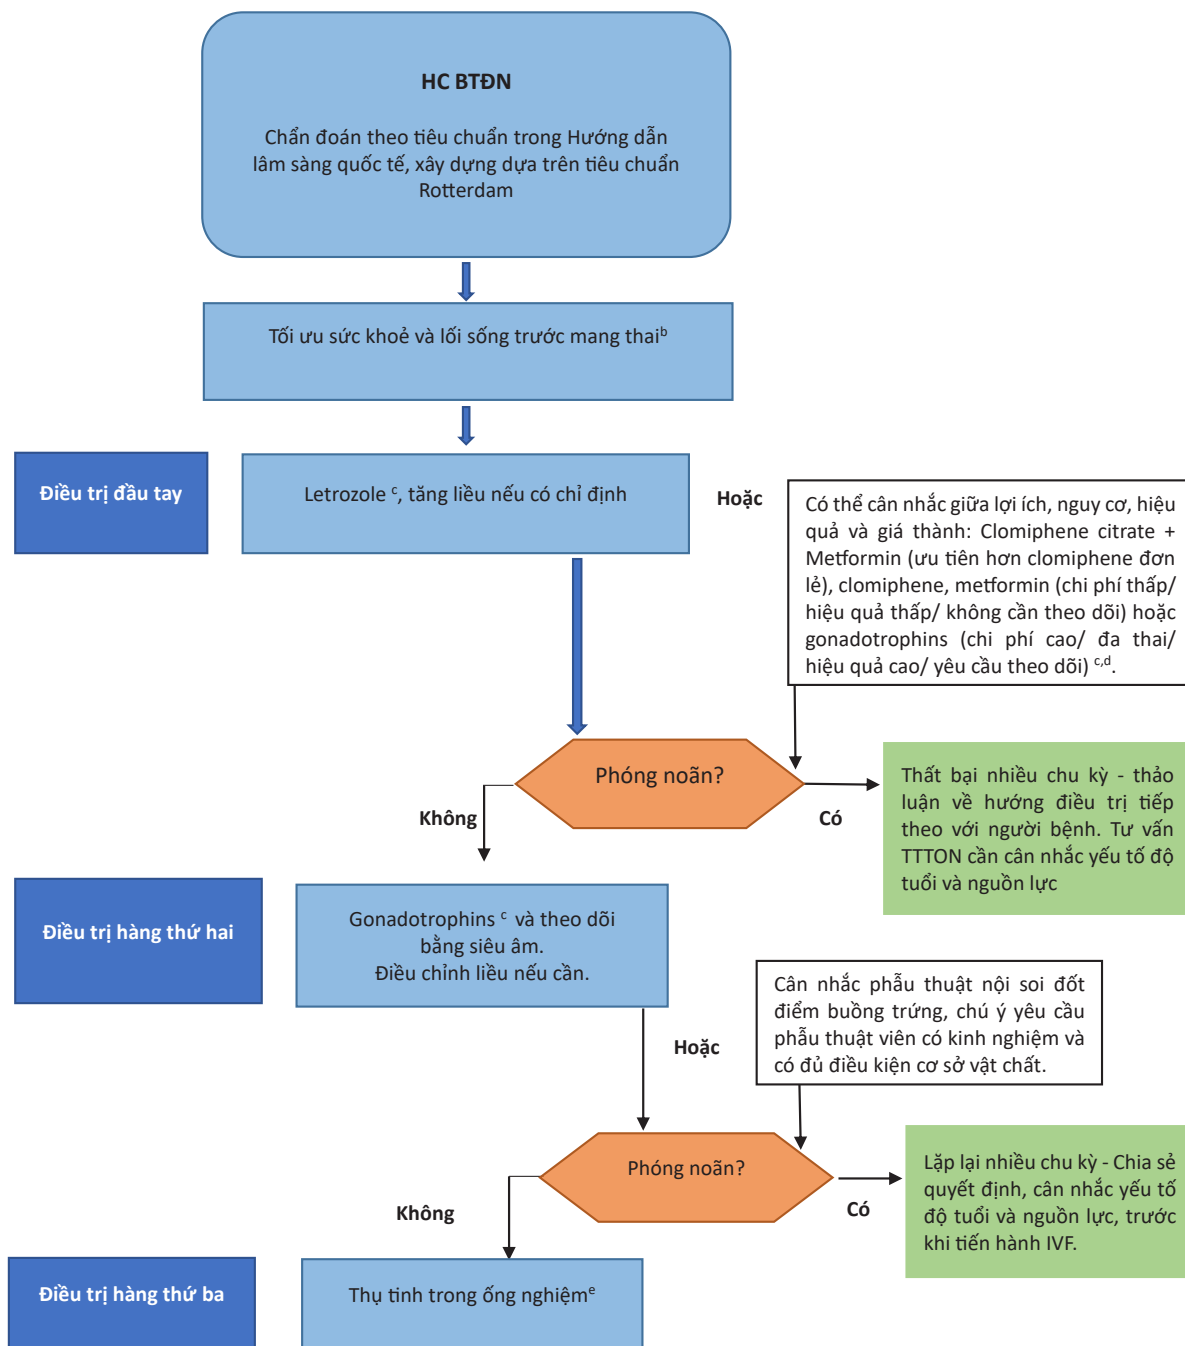 HC BTĐN
Chẩn đoán theo tiêu chuẩn trong Hướng dẫn
lâm sàng quốc tế, xây dựng dựa trên tiêu chuẩn
Rotterdam
Tối ưu sức khoẻ và lối sống trước mang thaiᵇ
Điều trị đầu tay
Letrozole ᶜ, tăng liều nếu có chỉ định
Hoặc
Có thể cân nhắc giữa lợi ích, nguy cơ, hiệu
quả và giá thành: Clomiphene citrate +
Metformin (ưu tiên hơn clomiphene đơn
lẻ), clomiphene, metformin (chi phí thấp/
hiệu quả thấp/ không cần theo dõi) hoặc
gonadotrophins (chi phí cao/ đa thai/
hiệu quả cao/ yêu cầu theo dõi) ᶜ,ᵈ.
Phóng noãn?
Không
Có
Thất bại nhiều chu kỳ - thảo
luận về hướng điều trị tiếp
theo với người bệnh. Tư vấn
TTTON cần cân nhắc yếu tố độ
tuổi và nguồn lực
Điều trị hàng thứ hai
Gonadotrophins ᶜ và theo dõi
bằng siêu âm.
Điều chỉnh liều nếu cần.
Hoặc
Cân nhắc phẫu thuật nội soi đốt
điểm buồng trứng, chú ý yêu cầu
phẫu thuật viên có kinh nghiệm và
có đủ điều kiện cơ sở vật chất.
Phóng noãn?
Không
Có
Lặp lại nhiều chu kỳ - Chia sẻ
quyết định, cân nhắc yếu tố
độ tuổi và nguồn lực, trước
khi tiến hành IVF.
Điều trị hàng thứ ba
Thụ tinh trong ống nghiệmᵉ